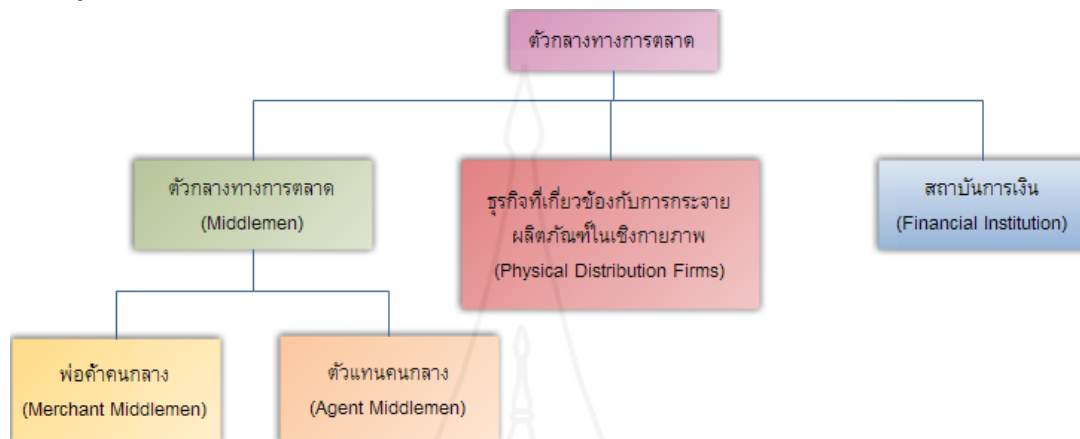 ตัวกลางทางการตลาด
ตัวกลางทางการตลาด
(Middlemen)
ธุรกิจที่เกี่ยวข้องกับการกระจาย
ผลิตภัณฑ์ในเชิงกายภาพ
(Physical Distribution Firms)
สถาบันการเงิน
(Financial Institution)
พ่อค้าคนกลาง
(Merchant Middlemen)
ตัวแทนคนกลาง
(Agent Middlemen)